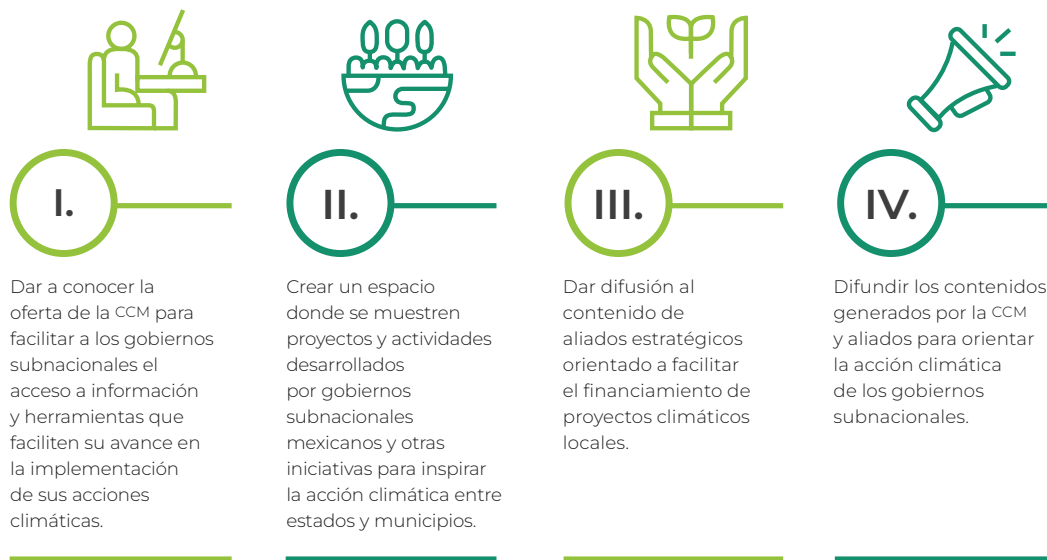 I.
Dar a conocer la
oferta de la CCM para
facilitar a los gobiernos
subnacionales el
acceso a información
y herramientas que
faciliten su avance en
la implementación
de sus acciones
climáticas.
II.
Crear un espacio
donde se muestren
proyectos y actividades
desarrollados
por gobiernos
subnacionales
mexicanos y otras
iniciativas para inspirar
la acción climática entre
estados y municipios.
III.
Dar difusión al
contenido de
aliados estratégicos
orientado a facilitar
el financiamiento de
proyectos climáticos
locales.
IV.
Difundir los contenidos
generados por la CCM
y aliados para orientar
la acción climática
de los gobiernos
subnacionales.